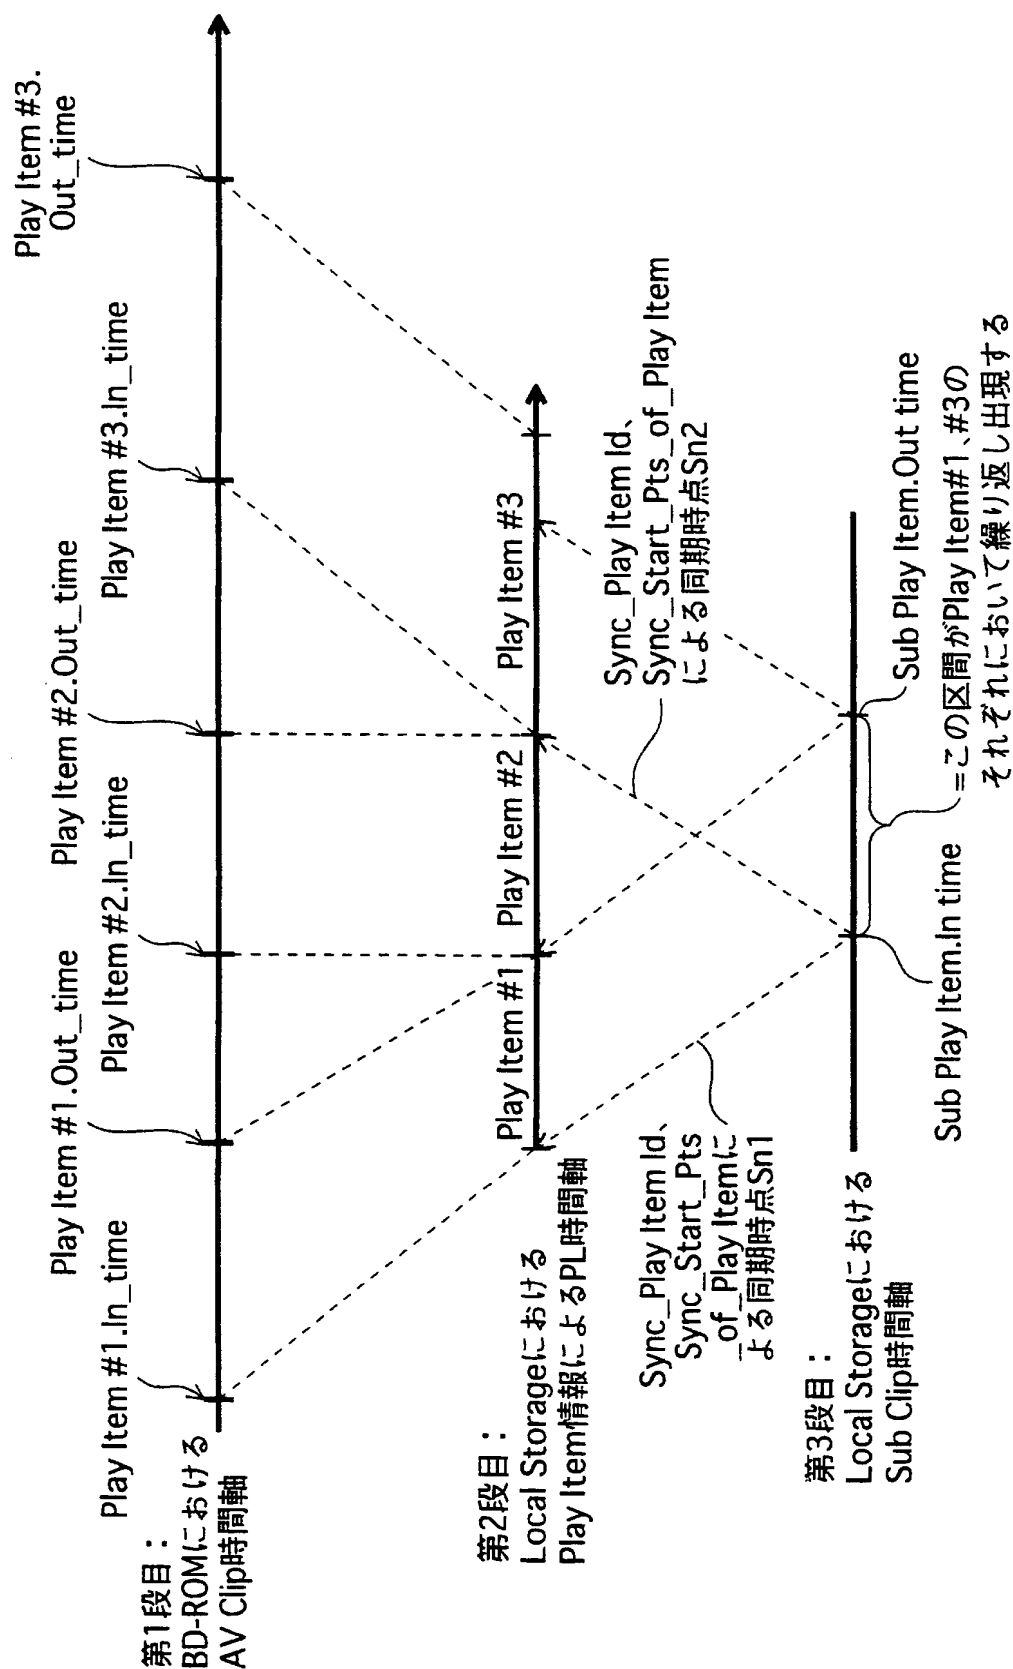 第1段目：
BD-ROMにおける
AV Clip時間軸
Play Item #1.In_time
Play Item #1.Out_time
Play Item #2.In_time
Play Item #2.Out_time
Play Item #3.In_time
Play Item #3.
Out_time
第2段目：
Local Storageにおける
Play Item情報によるPL時間軸
Play Item #1
Play Item #2
Play Item #3
Sync_Play Item Id、
Sync_Start_Pts
_of_Play Itemに
よる同期時点Sn1
Sync_Play Item Id、
Sync_Start_Pts_of_Play Item
による同期時点Sn2
第3段目：
Local Storageにおける
Sub Clip時間軸
Sub Play Item.In time
Sub Play Item.Out time
=この区間がPlay Item#1、#3の
それぞれにおいて繰り返し出現する